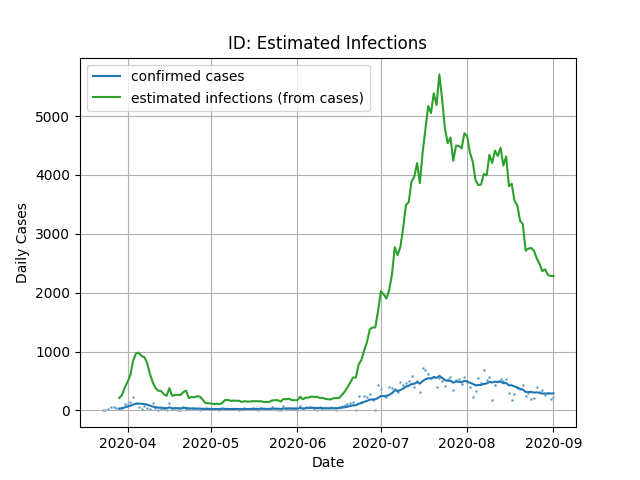 ID: Estimated Infections
confirmed cases
estimated infections (from cases)
Daily Cases
5000
4000
3000
2000
1000
0
2020-04 2020-05 2020-06 2020-07 2020-08 2020-09
Date